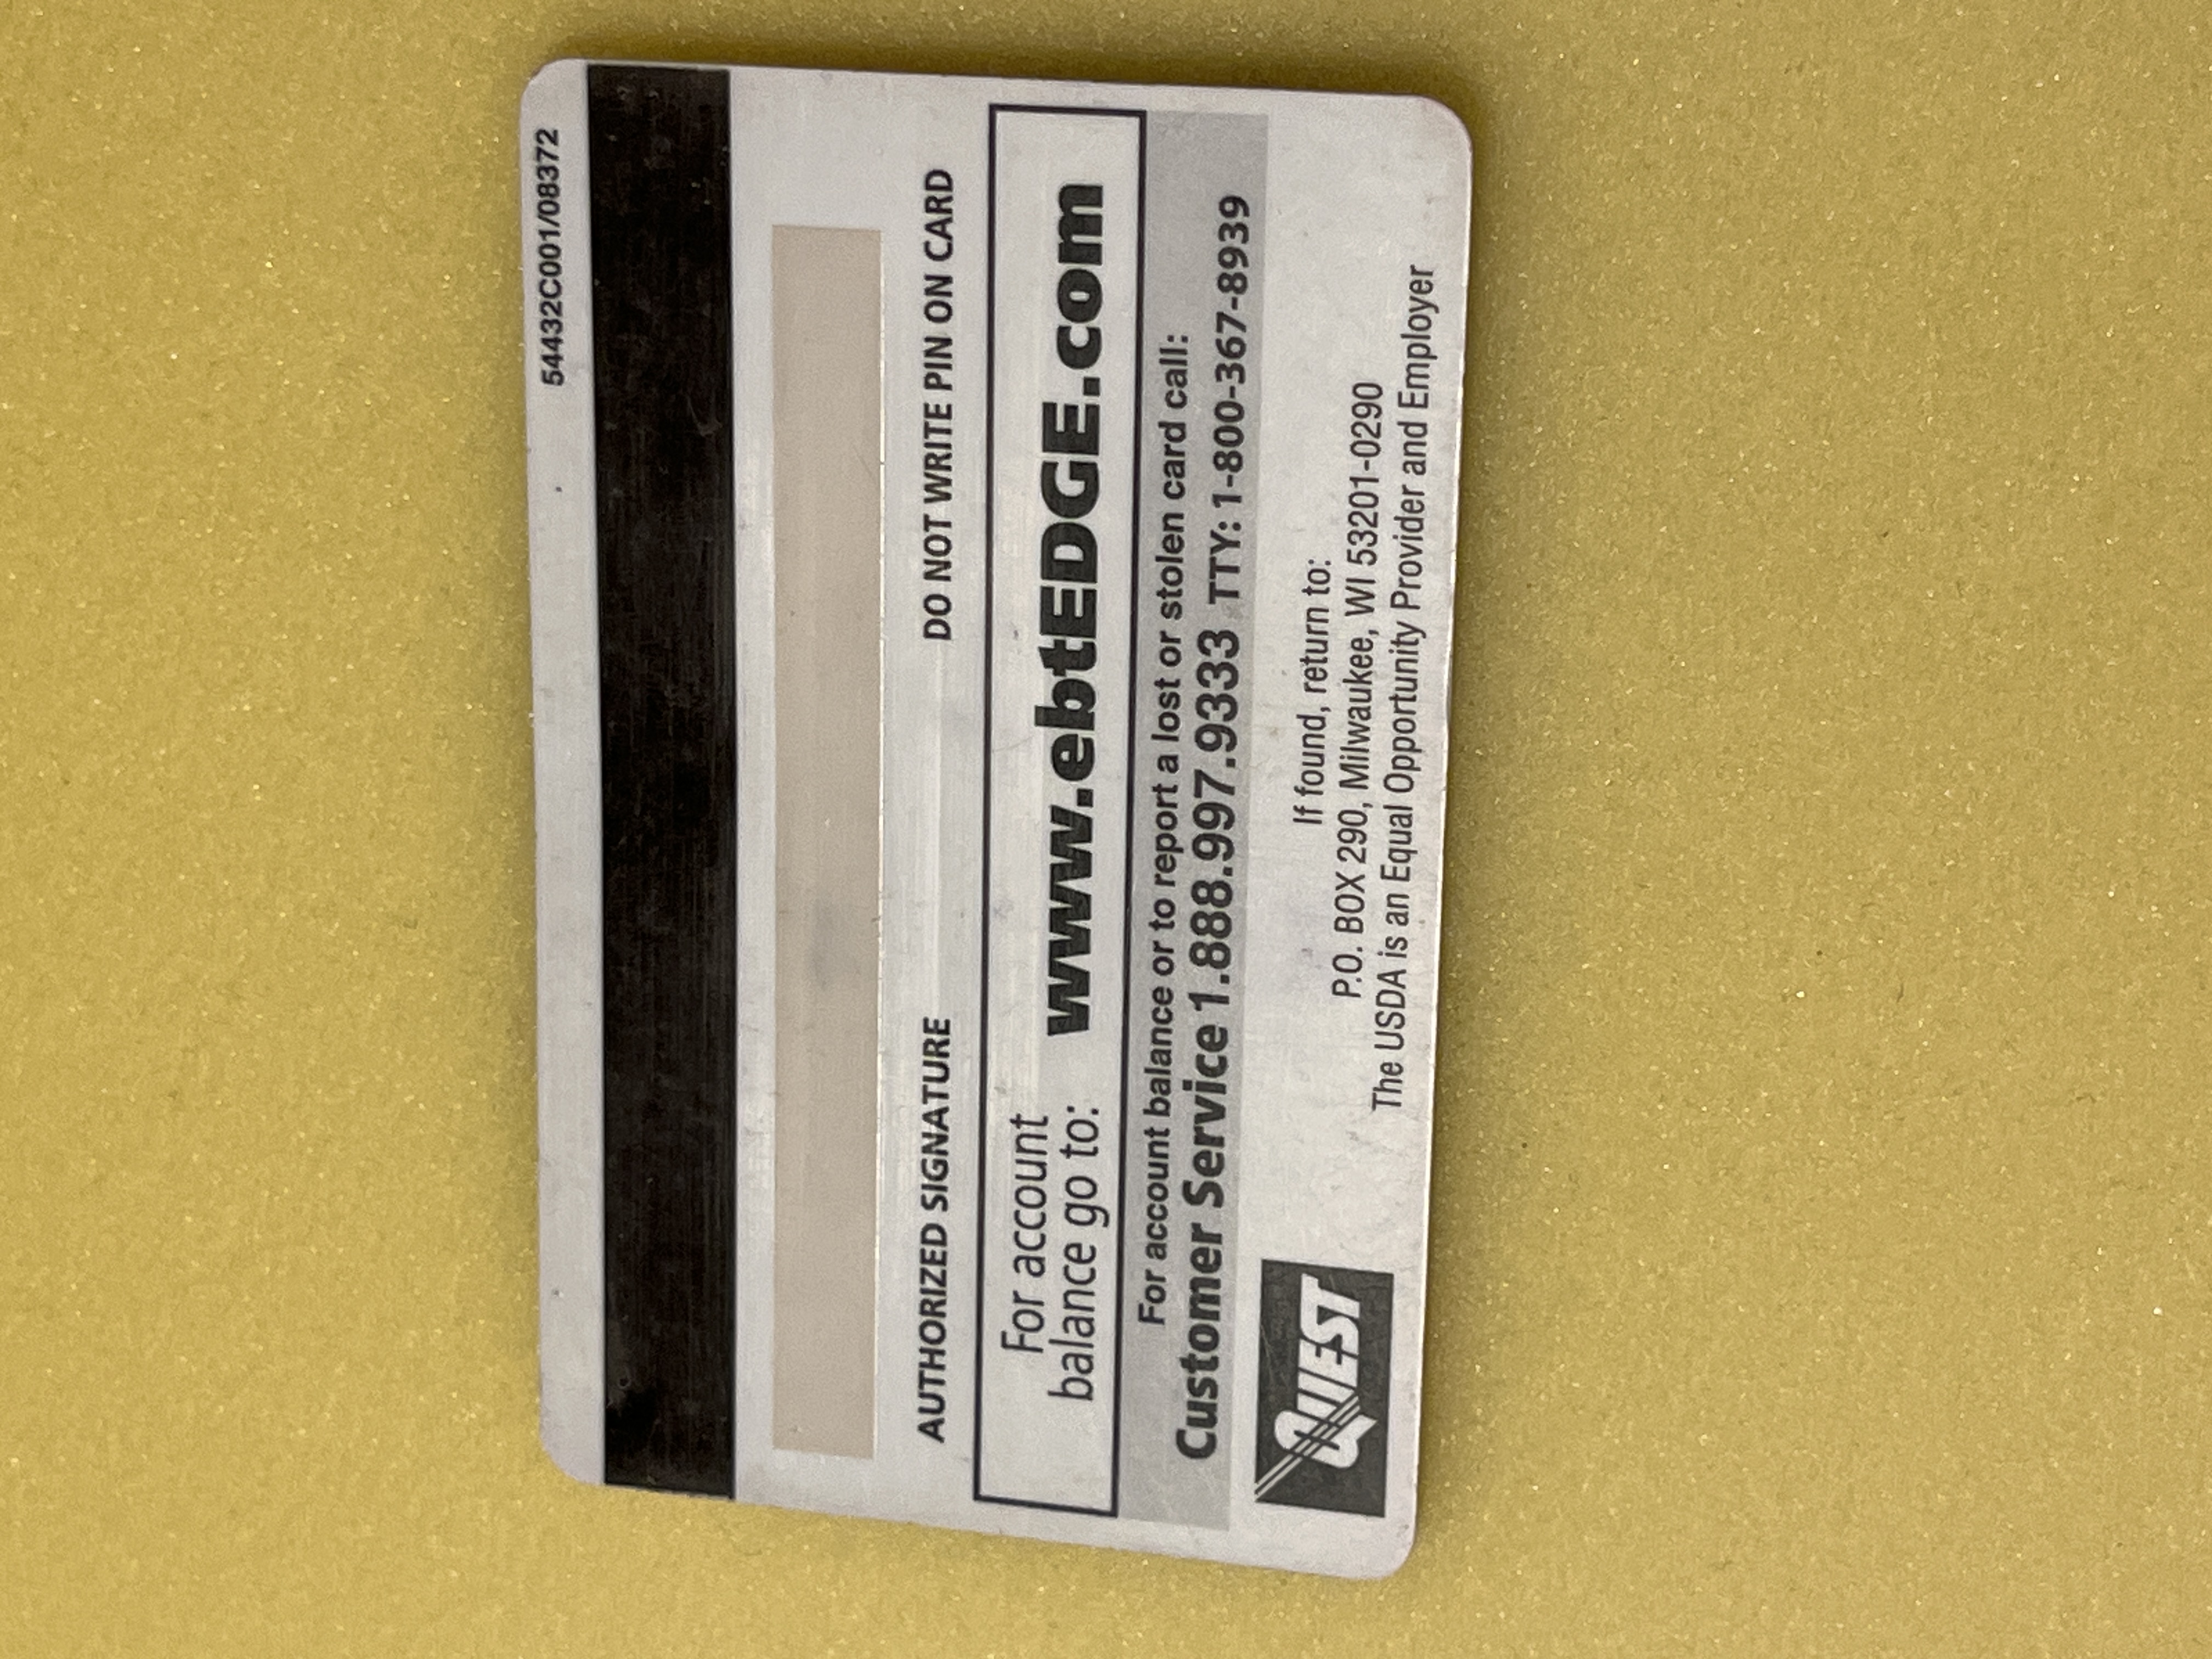 54432C001/08372
AUTHORIZED SIGNATURE DO NOT WRITE PIN ON CARD
For account
balance go to: www.ebtEDGE.com
For account balance or to report a lost or stolen card call:
Customer Service 1.888.997.9333 TTY: 1-800-367-8939
If found, return to:
P.O. BOX 290, Milwaukee, WI 53201-0290
The USDA is an Equal Opportunity Provider and Employer
QUEST